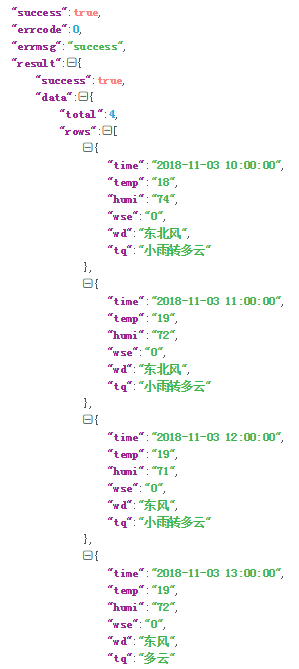 "success":true,
"errcode":0,
"errmsg":"success",
"result":{
"success":true,
"data":{
"total":4,
"rows":[
{
"time":"2018-11-03 10:00:00",
"temp":"18",
"humi":"74",
"wse":"0",
"wd":"东北风",
"tq":"小雨转多云"
},
{
"time":"2018-11-03 11:00:00",
"temp":"19",
"humi":"72",
"wse":"0",
"wd":"东北风",
"tq":"小雨转多云"
},
{
"time":"2018-11-03 12:00:00",
"temp":"19",
"humi":"71",
"wse":"0",
"wd":"东风",
"tq":"小雨转多云"
},
{
"time":"2018-11-03 13:00:00",
"temp":"19",
"humi":"72",
"wse":"0",
"wd":"东风",
"tq":"多云"